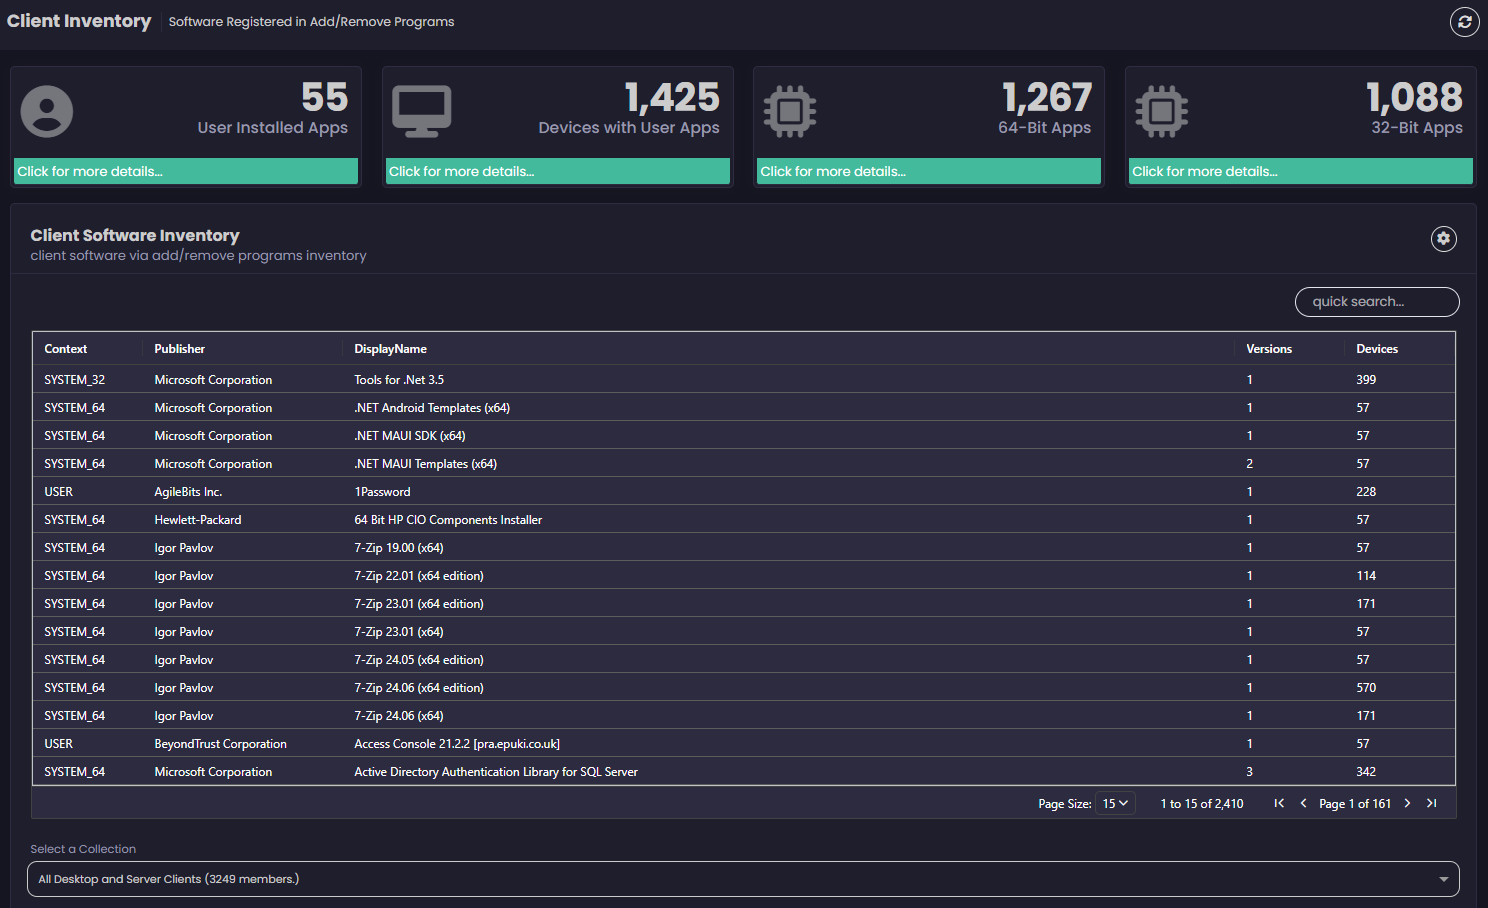 Client Inventory Software Registered in Add/Remove Programs
55 1,425 1,267 1,088
User Installed Apps Devices with User Apps 64-Bit Apps 32-Bit Apps
Click for more details... Click for more details... Click for more details... Click for more details...
Client Software Inventory
client software via add/remove programs inventory
quick search...
Context Publisher DisplayName Versions Devices
SYSTEM_32 Microsoft Corporation Tools for .Net 3.5 1 399
SYSTEM_64 Microsoft Corporation .NET Android Templates (x64) 1 57
SYSTEM_64 Microsoft Corporation .NET MAUI SDK (x64) 1 57
SYSTEM_64 Microsoft Corporation .NET MAUI Templates (x64) 2 57
USER AgileBits Inc. 1Password 1 228
SYSTEM_64 Hewlett-Packard 64 Bit HP CIO Components Installer 1 57
SYSTEM_64 Igor Pavlov 7-Zip 19.00 (x64) 1 57
SYSTEM_64 Igor Pavlov 7-Zip 22.01 (x64 edition) 1 114
SYSTEM_64 Igor Pavlov 7-Zip 23.01 (x64 edition) 1 171
SYSTEM_64 Igor Pavlov 7-Zip 23.01 (x64) 1 57
SYSTEM_64 Igor Pavlov 7-Zip 24.05 (x64 edition) 1 57
SYSTEM_64 Igor Pavlov 7-Zip 24.06 (x64 edition) 1 570
SYSTEM_64 Igor Pavlov 7-Zip 24.06 (x64) 1 171
USER BeyondTrust Corporation Access Console 21.2.2 [pra.epuki.co.uk] 1 57
SYSTEM_64 Microsoft Corporation Active Directory Authentication Library for SQL Server 3 342
Page Size: 15 1 to 15 of 2,410 Page 1 of 161
Select a Collection
All Desktop and Server Clients (3249 members.)